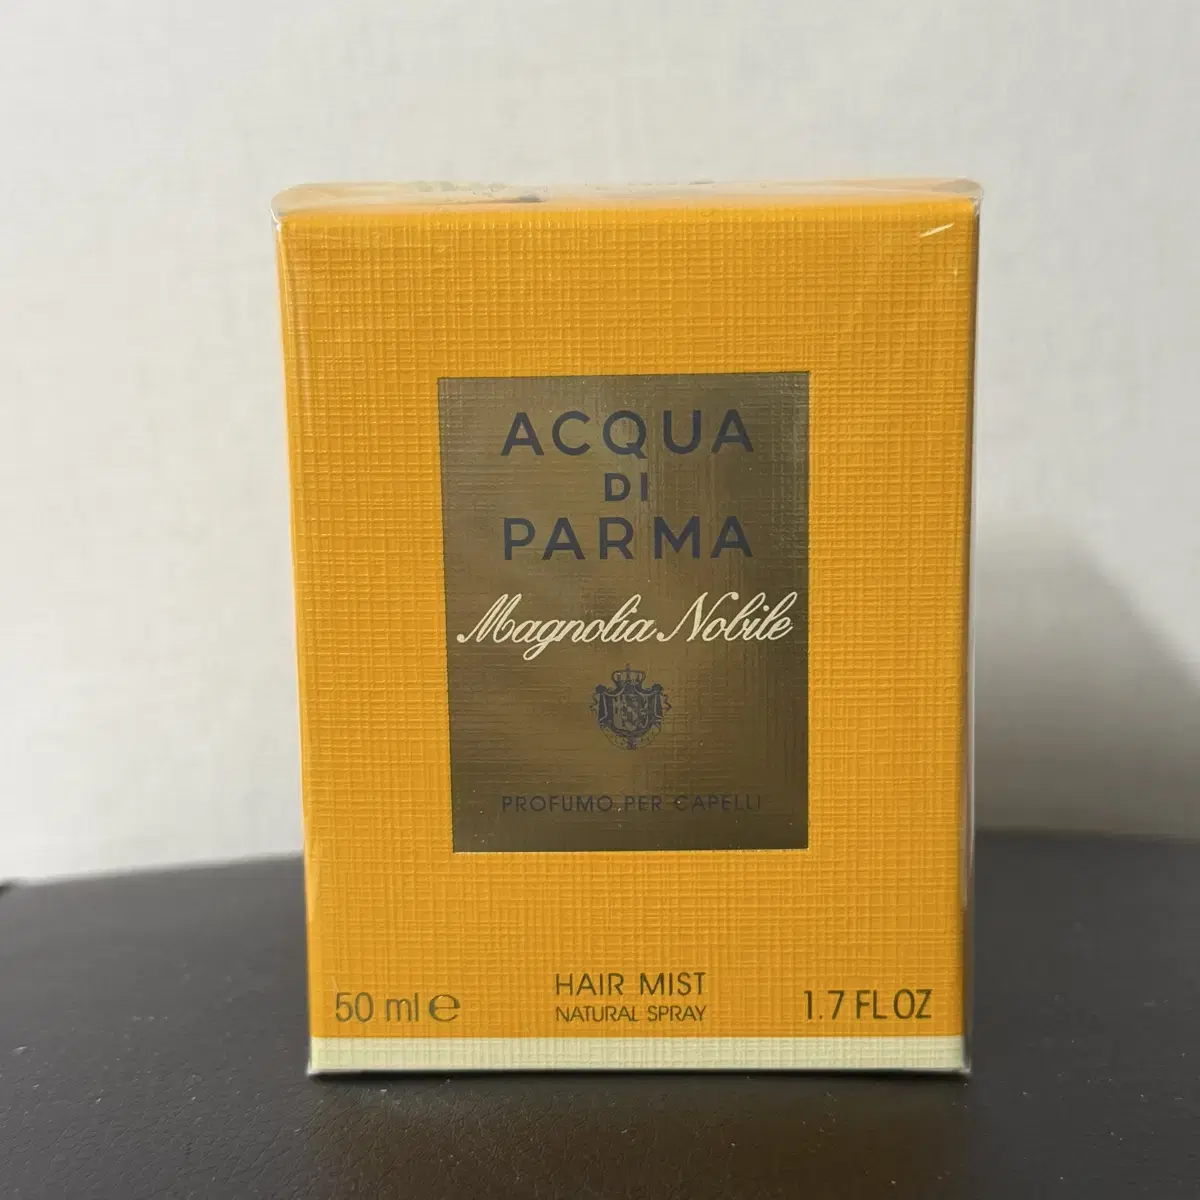 ACQUA
DI
PARMA
Magnolia Nobile
PROFUMO PER CAPELLI
HAIR MIST
NATURAL SPRAY
50 ml ℮
1.7 FL OZ